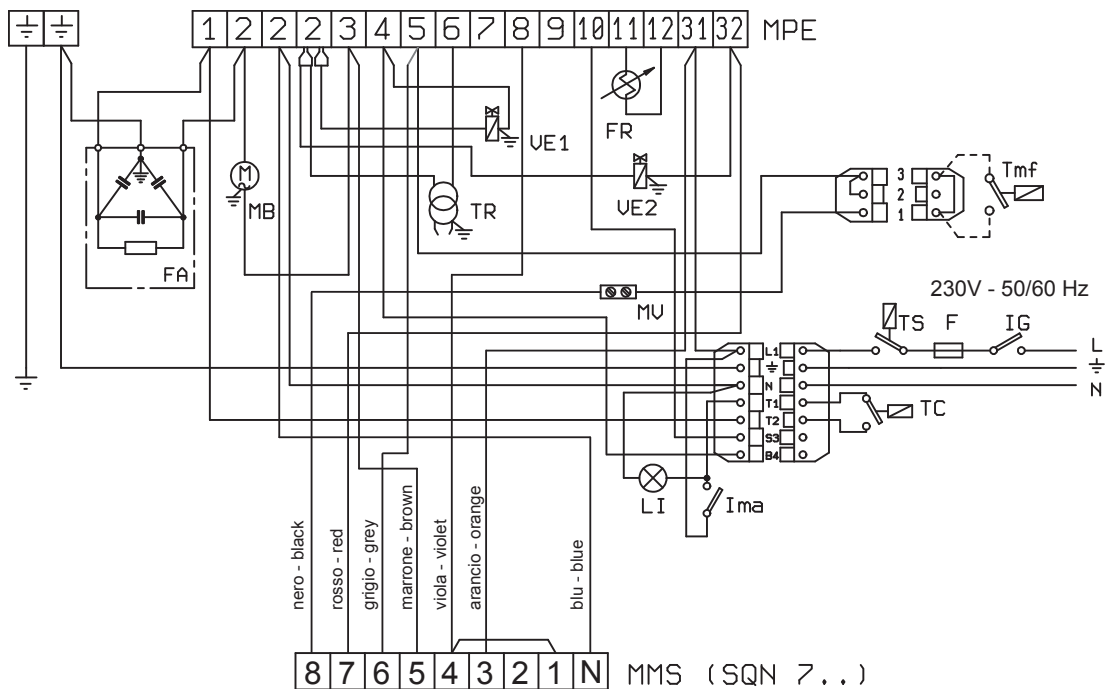 1 2 2 2 3 4 5 6 7 8 9 10 11 12 31 32 MPE
FR
VE1
VE2
M
MB
TR
FA
3
2
1
Tmf
MV
230V - 50/60 Hz
TS F IG
L
N
L1
N
T1
T2
S3
B4
TC
LI
Ima
nero - black
rosso - red
grigio - grey
marrone - brown
viola - violet
arancio - orange
blu - blue
8 7 6 5 4 3 2 1 N MMS (SQN 7..)